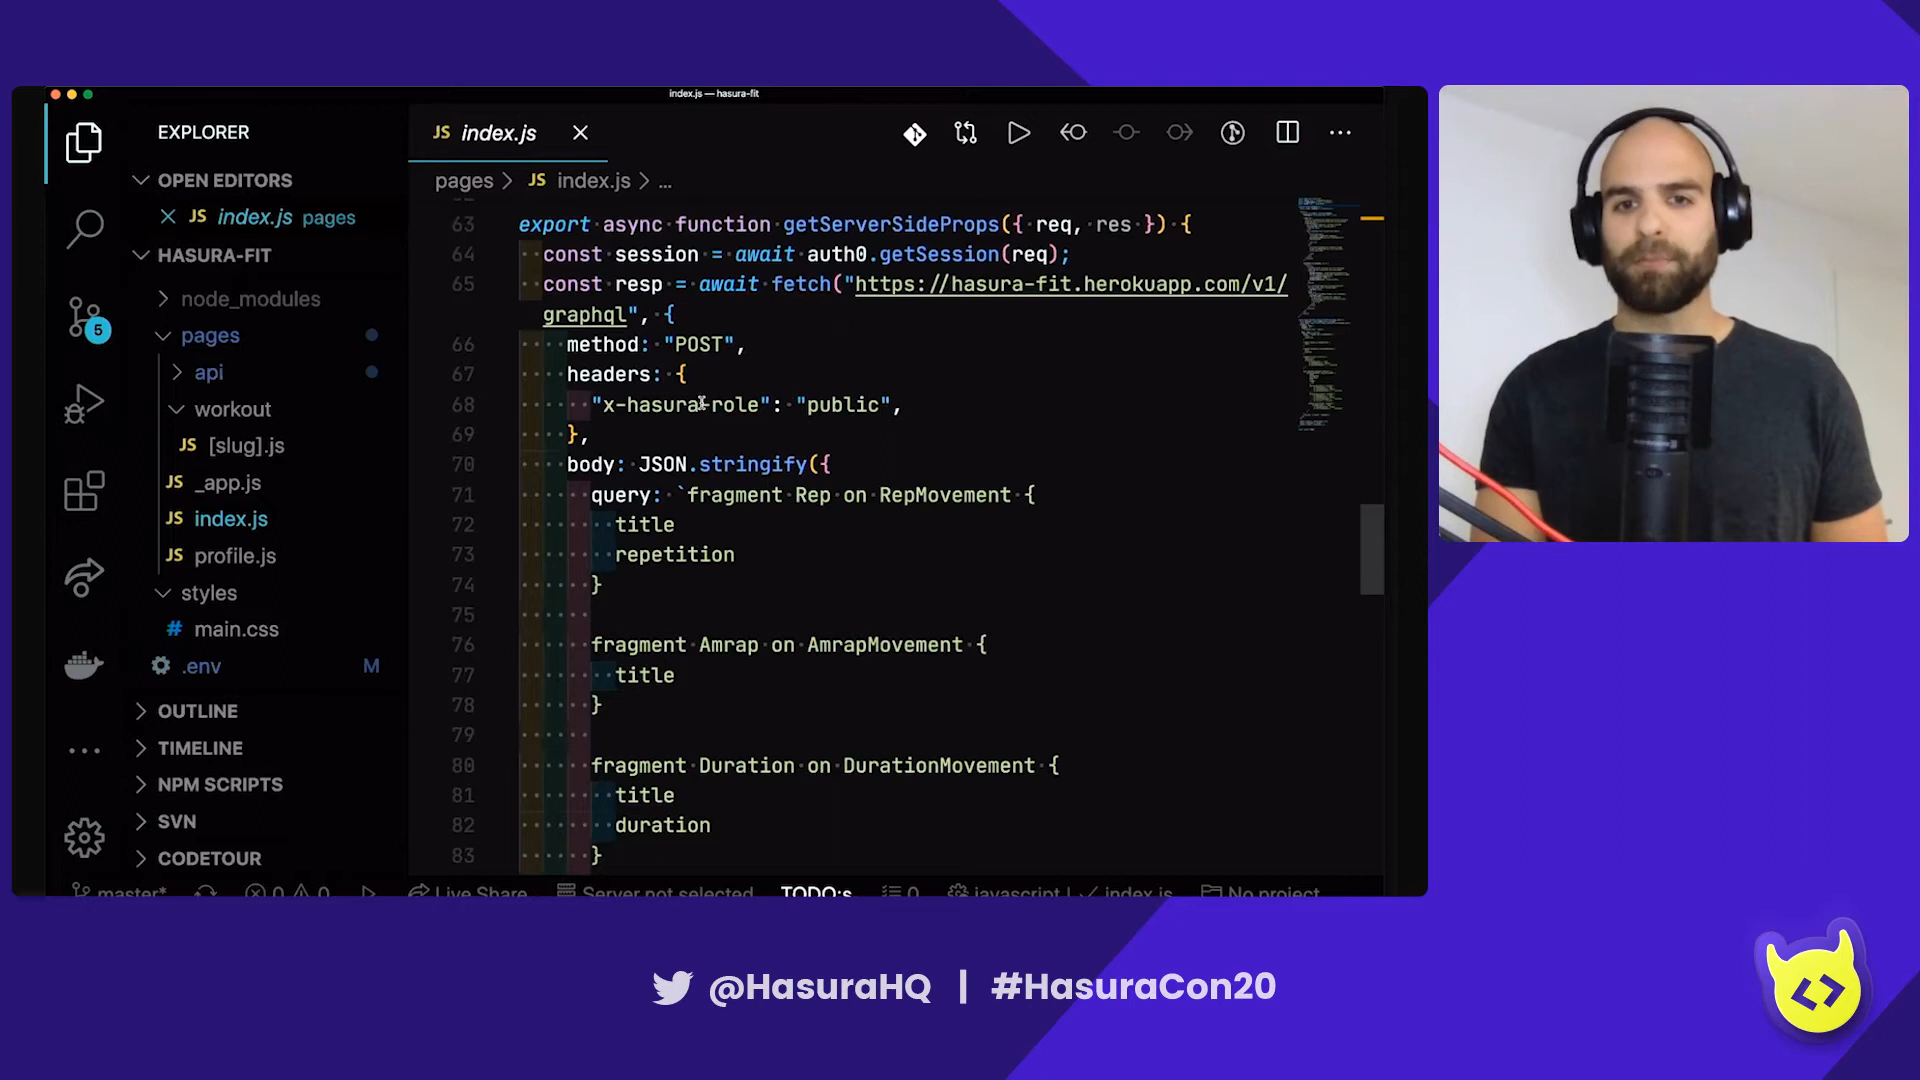 index.js — hasura-fit
EXPLORER
OPEN EDITORS
JS index.js pages
HASURA-FIT
node_modules
pages
api
workout
JS [slug].js
JS _app.js
JS index.js
JS profile.js
styles
# main.css
.env M
OUTLINE
TIMELINE
NPM SCRIPTS
SVN
CODETOUR
5
JS index.js
pages > JS index.js > ...
63 export async function getServerSideProps({ req, res }) {
64 const session = await auth0.getSession(req);
65 const resp = await fetch("https://hasura-fit.herokuapp.com/v1/
graphql", {
66 method: "POST",
67 headers: {
68 "x-hasura-role": "public",
69 },
70 body: JSON.stringify({
71 query: `fragment Rep on RepMovement {
72 title
73 repetition
74 }
75
76 fragment Amrap on AmrapMovement {
77 title
78 }
79
80 fragment Duration on DurationMovement {
81 title
82 duration
83 }
master* 0 0 Live Share Server not selected TODO:s 0 javascript | index.js No project
@HasuraHQ | #HasuraCon20